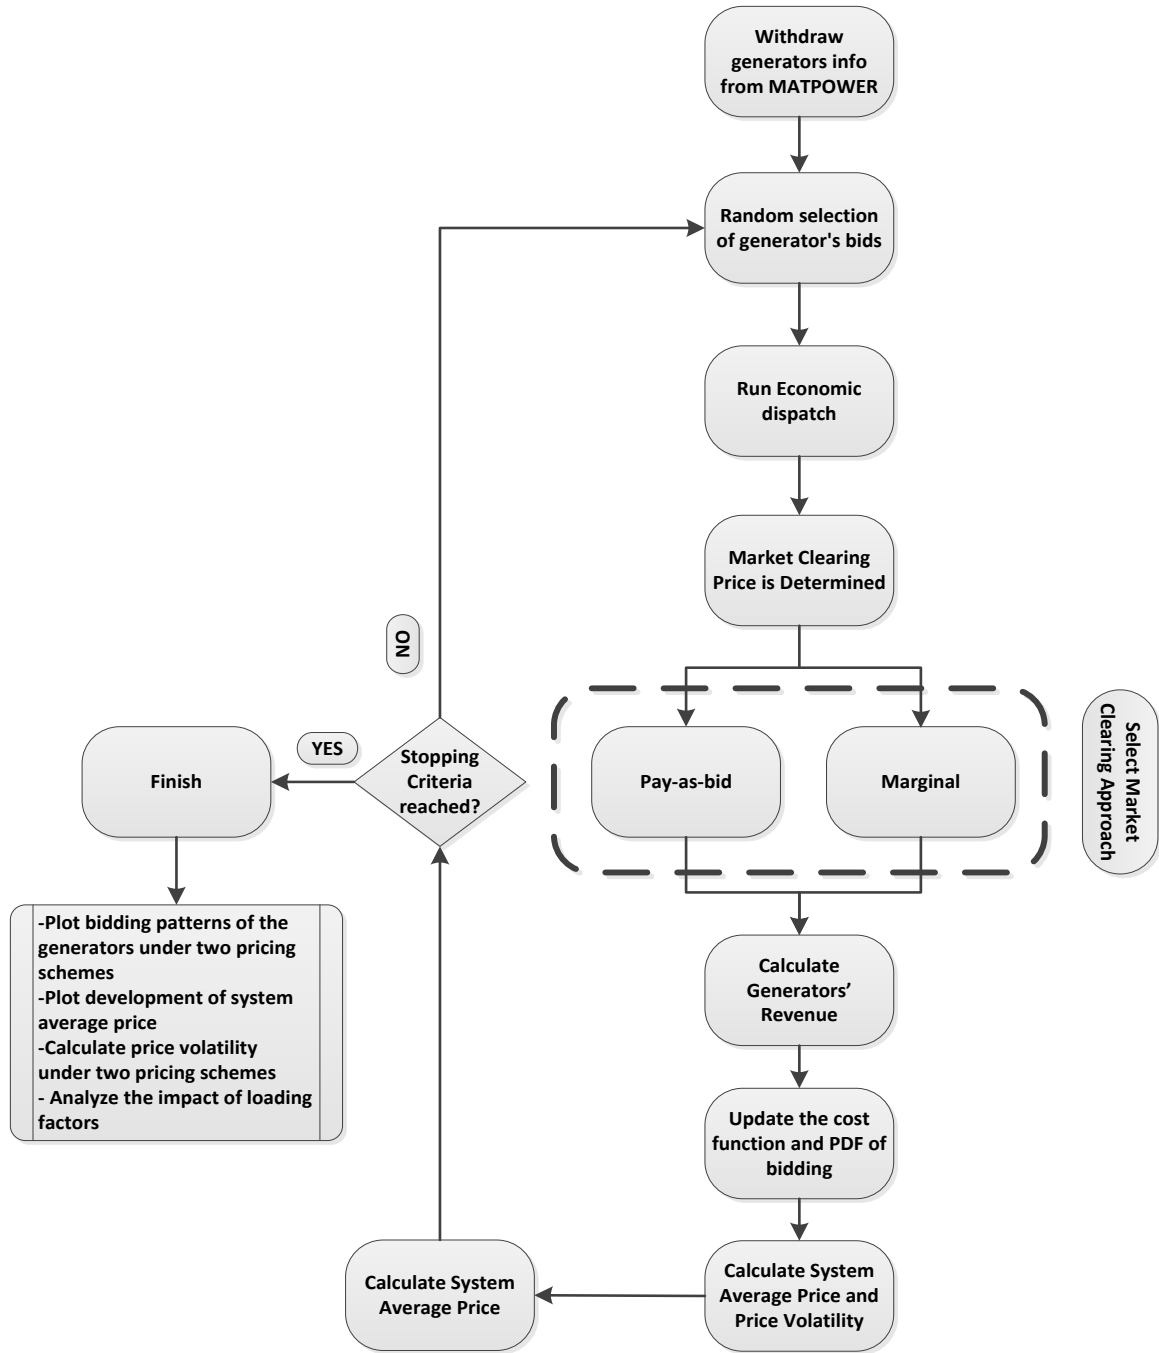 Withdraw
generators info
from MATPOWER
Random selection
of generator's bids
Run Economic
dispatch
Market Clearing
Price is Determined
NO
Select Market
Clearing Approach
Pay-as-bid
Marginal
YES
Stopping
Criteria
reached?
Finish
-Plot bidding patterns of the
generators under two pricing
schemes
-Plot development of system
average price
-Calculate price volatility
under two pricing schemes
- Analyze the impact of loading
factors
Calculate
Generators’
Revenue
Update the cost
function and PDF of
bidding
Calculate System
Average Price and
Price Volatility
Calculate System
Average Price